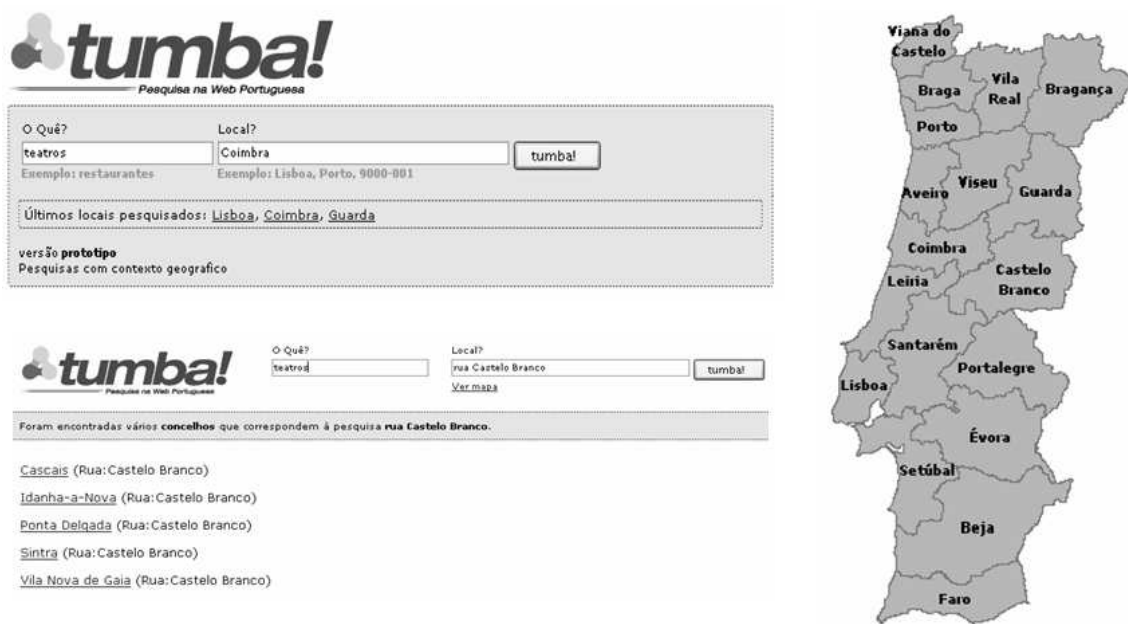 tumba!
Pesquisa na Web Portuguesa
O Quê? Local?
teatros Coimbra tumba!
Exemplo: restaurantes Exemplo: Lisboa, Porto, 9000-001
Últimos locais pesquisados: Lisboa, Coimbra, Guarda
versão prototipo
Pesquisas com contexto geografico
tumba!
Pesquisa na Web Portuguesa
O Quê? Local?
teatros rua Castelo Branco tumba!
Ver mapa
Foram encontradas vários concelhos que correspondem à pesquisa rua Castelo Branco.
Cascais (Rua:Castelo Branco)
Idanha-a-Nova (Rua:Castelo Branco)
Ponta Delgada (Rua:Castelo Branco)
Sintra (Rua:Castelo Branco)
Vila Nova de Gaia (Rua:Castelo Branco)
Viana do
Castelo
Braga
Vila
Real
Bragança
Porto
Aveiro
Viseu
Guarda
Coimbra
Castelo
Branco
Leiria
Santarém
Portalegre
Lisboa
Évora
Setúbal
Beja
Faro